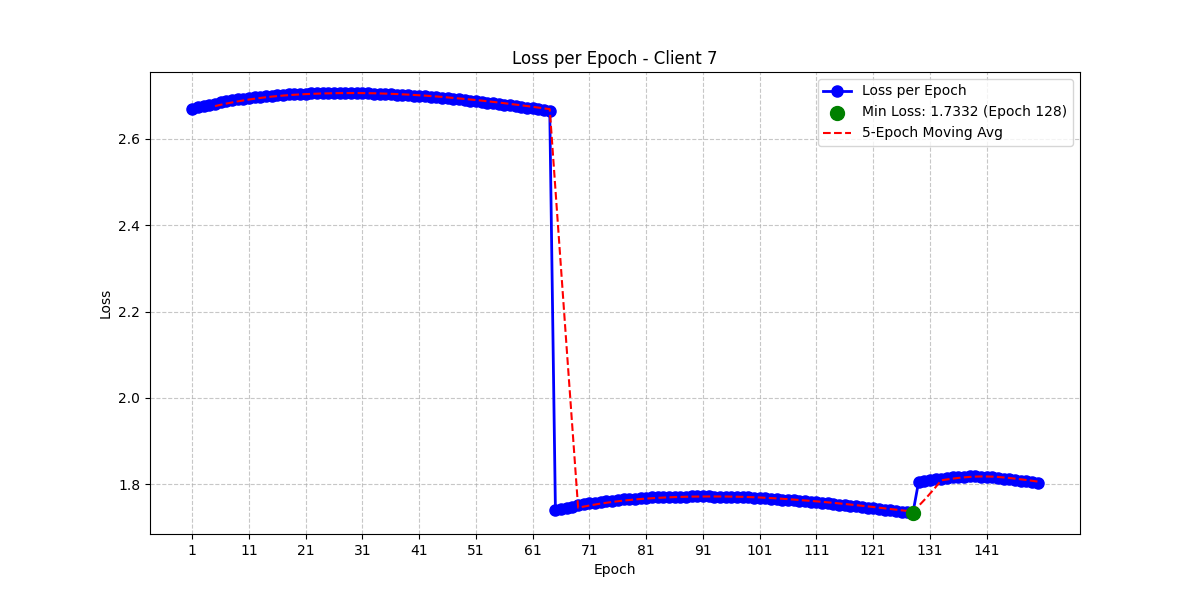 Loss per Epoch - Client 7
Loss per Epoch
Min Loss: 1.7332 (Epoch 128)
5-Epoch Moving Avg
2.6
2.4
2.2
2.0
1.8
Loss
1 11 21 31 41 51 61 71 81 91 101 111 121 131 141
Epoch